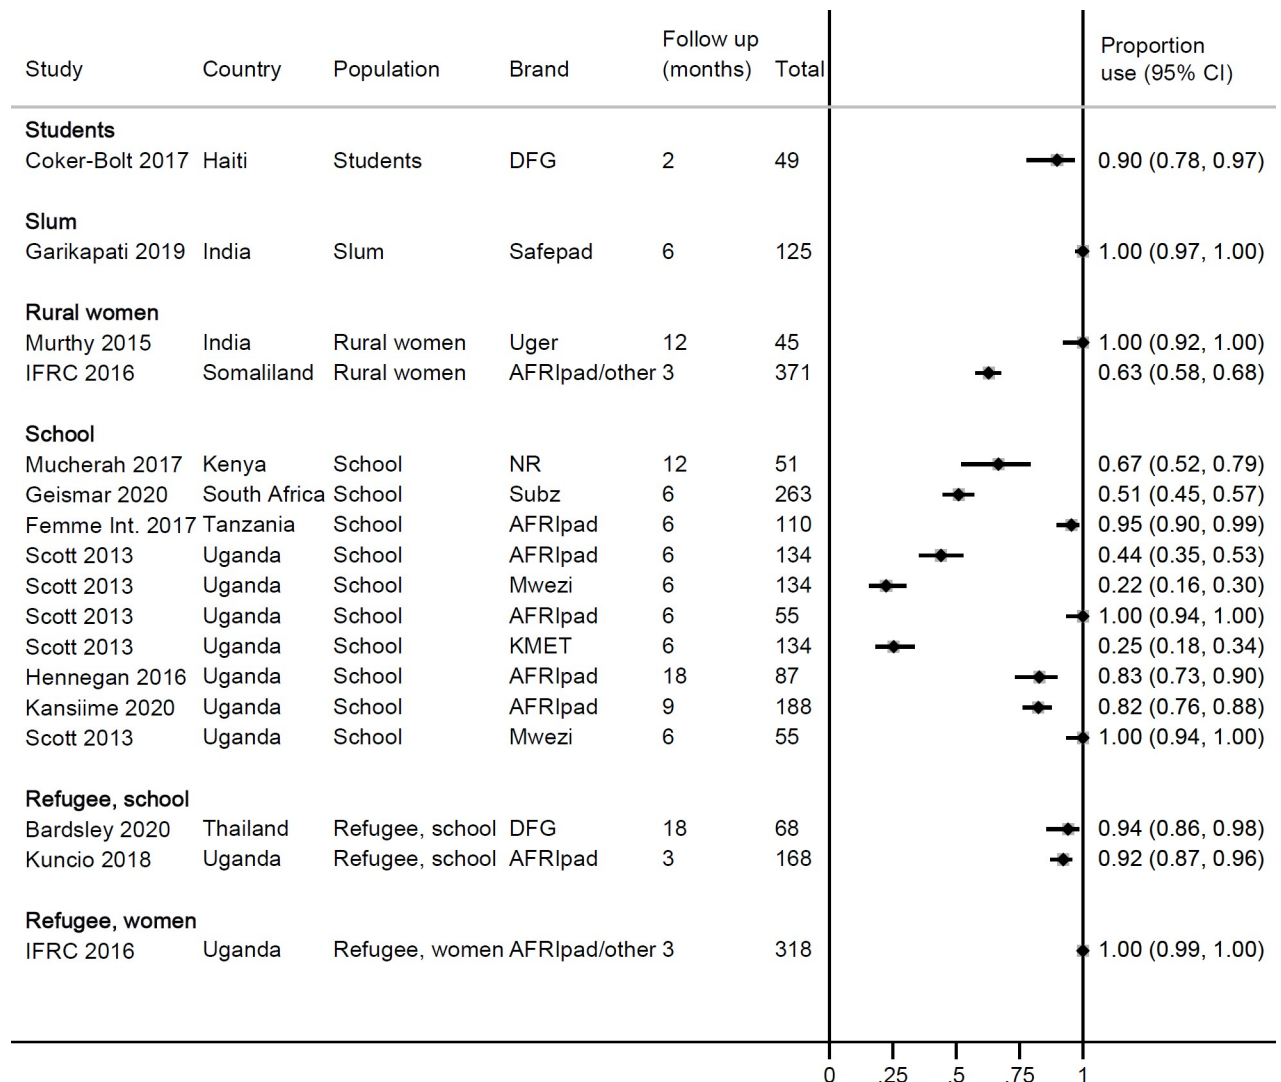 Study Country Population Brand Follow up (months) Total Proportion use (95% CI)
Students
Coker-Bolt 2017 Haiti Students DFG 2 49 0.90 (0.78, 0.97)
Slum
Garikapati 2019 India Slum Safepad 6 125 1.00 (0.97, 1.00)
Rural women
Murthy 2015 India Rural women Uger 12 45 1.00 (0.92, 1.00)
IFRC 2016 Somaliland Rural women AFRIpad/other 3 371 0.63 (0.58, 0.68)
School
Mucherah 2017 Kenya School NR 12 51 0.67 (0.52, 0.79)
Geismar 2020 South Africa School Subz 6 263 0.51 (0.45, 0.57)
Femme Int. 2017 Tanzania School AFRIpad 6 110 0.95 (0.90, 0.99)
Scott 2013 Uganda School AFRIpad 6 134 0.44 (0.35, 0.53)
Scott 2013 Uganda School Mwezi 6 134 0.22 (0.16, 0.30)
Scott 2013 Uganda School AFRIpad 6 55 1.00 (0.94, 1.00)
Scott 2013 Uganda School KMET 6 134 0.25 (0.18, 0.34)
Hennegan 2016 Uganda School AFRIpad 18 87 0.83 (0.73, 0.90)
Kansiime 2020 Uganda School AFRIpad 9 188 0.82 (0.76, 0.88)
Scott 2013 Uganda School Mwezi 6 55 1.00 (0.94, 1.00)
Refugee, school
Bardsley 2020 Thailand Refugee, school DFG 18 68 0.94 (0.86, 0.98)
Kuncio 2018 Uganda Refugee, school AFRIpad 3 168 0.92 (0.87, 0.96)
Refugee, women
IFRC 2016 Uganda Refugee, women AFRIpad/other 3 318 1.00 (0.99, 1.00)
0 .25 .5 .75 1